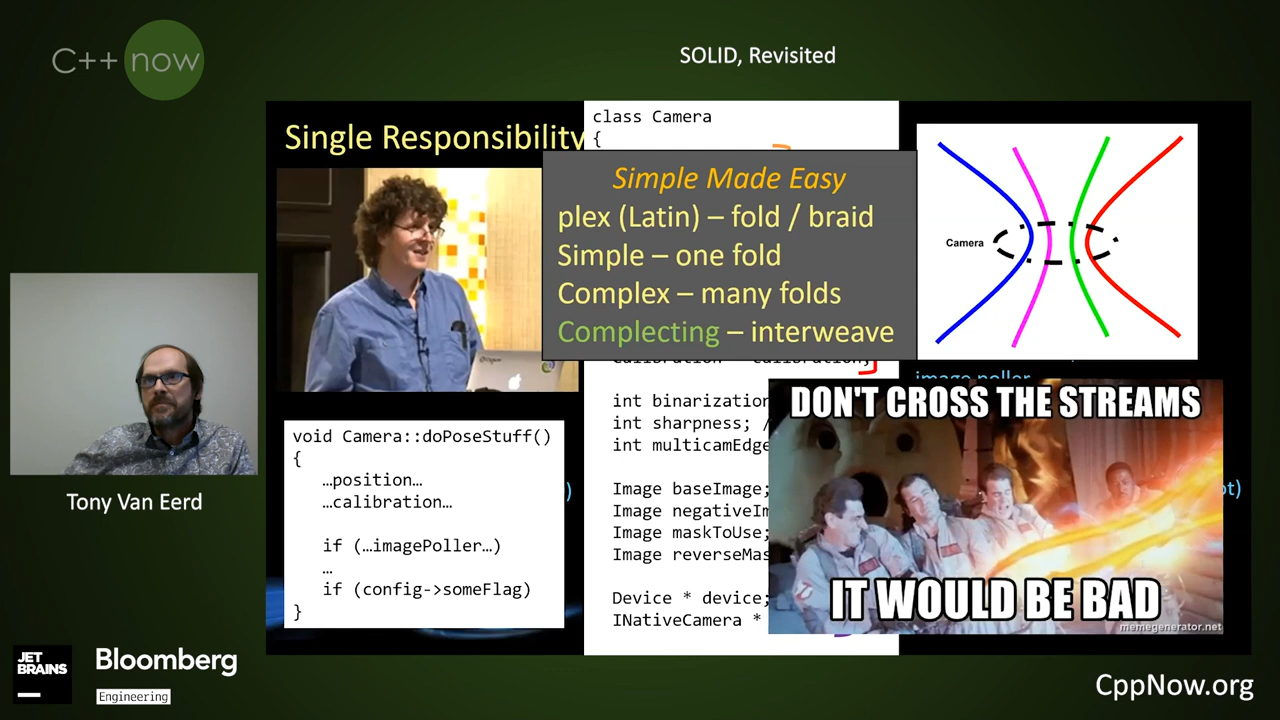 C++ now
SOLID, Revisited
Single Responsibility
class Camera
{
Simple Made Easy
plex (Latin) – fold / braid
Simple – one fold
Complex – many folds
Complecting – interweave
Camera
image poller
void Camera::doPoseStuff()
{
…position…
…calibration…
if (…imagePoller…)
…
if (config->someFlag)
}
)
int binarization
int sharpness; /
int multicamEdge
Image baseImage;
Image negativeIm
Image maskToUse;
Image reverseMas
Device * device;
INativeCamera *
DON'T CROSS THE STREAMS
IT WOULD BE BAD
memegenerator.net
Tony Van Eerd
JET
BRAINS
Bloomberg
Engineering
CppNow.org